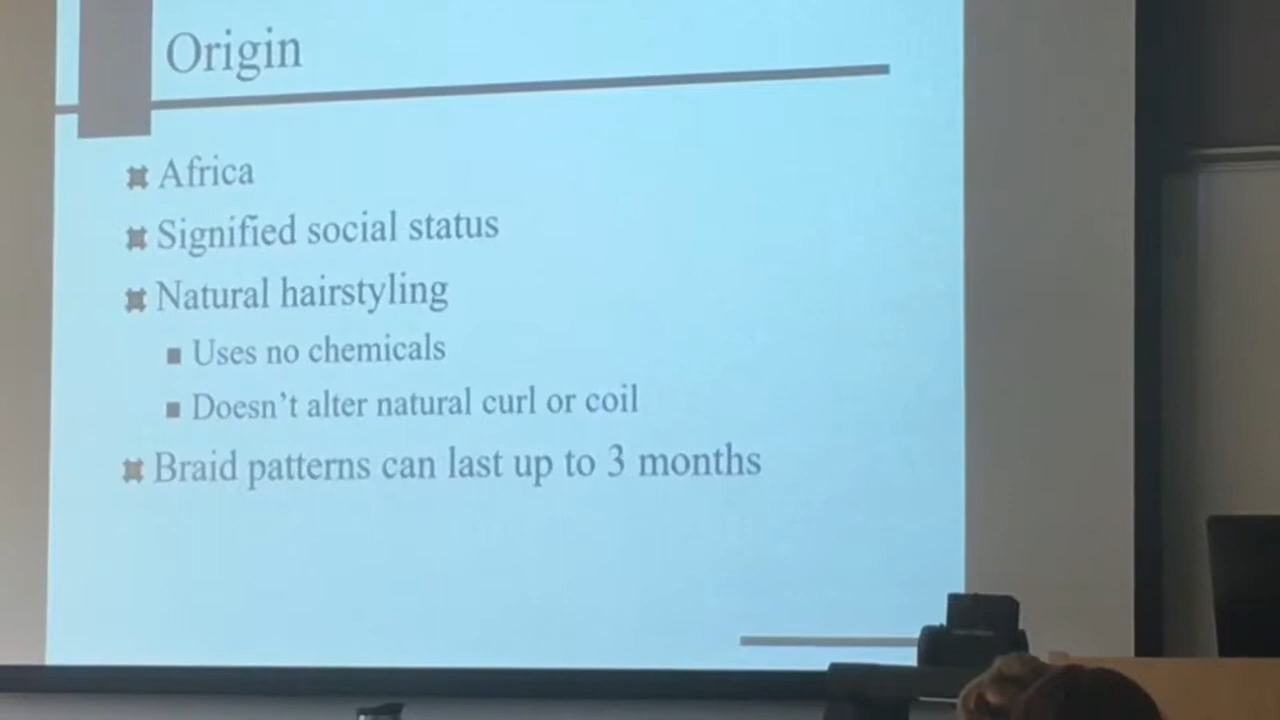 Origin
Africa
Signified social status
Natural hairstyling
Uses no chemicals
Doesn't alter natural curl or coil
Braid patterns can last up to 3 months